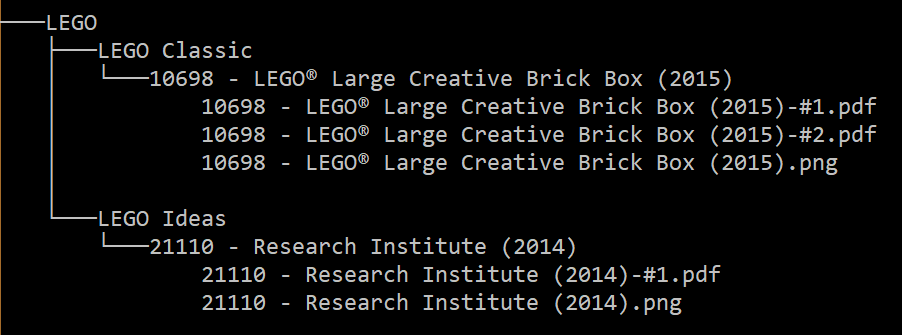 LEGO
LEGO Classic
10698 - LEGO® Large Creative Brick Box (2015)
10698 - LEGO® Large Creative Brick Box (2015)-#1.pdf
10698 - LEGO® Large Creative Brick Box (2015)-#2.pdf
10698 - LEGO® Large Creative Brick Box (2015).png
LEGO Ideas
21110 - Research Institute (2014)
21110 - Research Institute (2014)-#1.pdf
21110 - Research Institute (2014).png